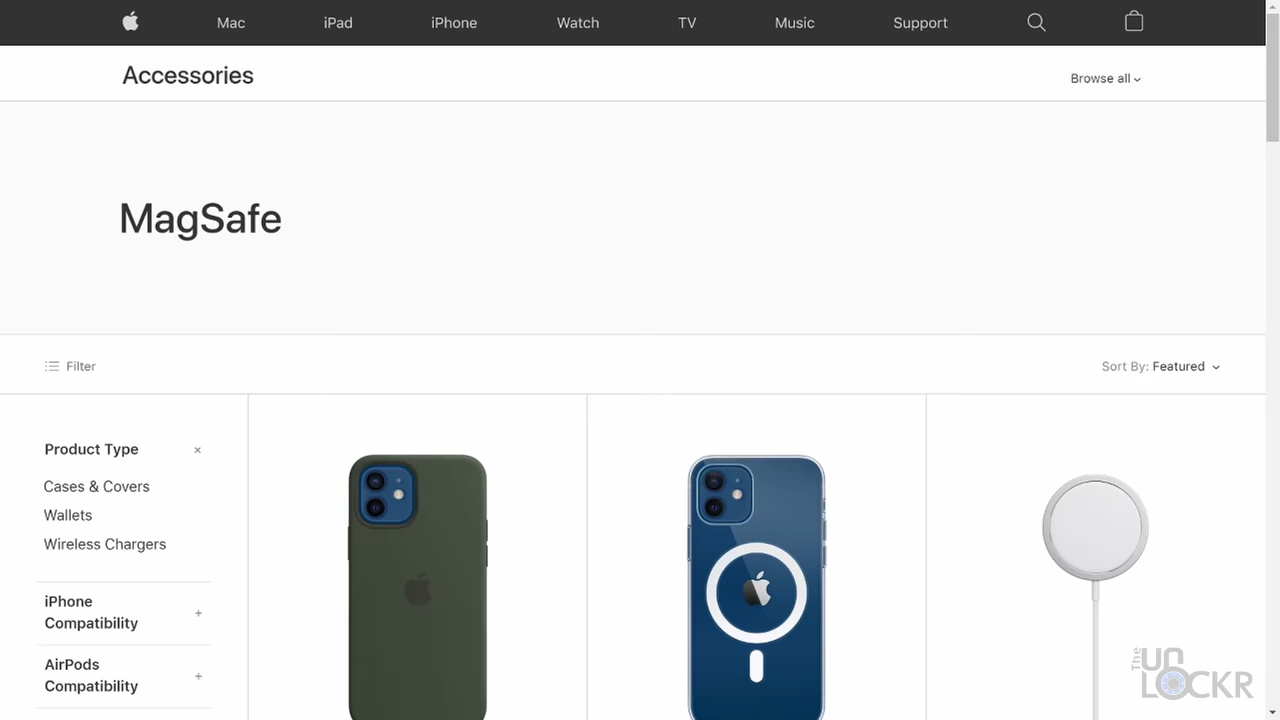 Mac iPad iPhone Watch TV Music Support
Accessories
Browse all
MagSafe
Filter
Sort By: Featured
Product Type
Cases & Covers
Wallets
Wireless Chargers
iPhone
Compatibility
AirPods
Compatibility
The
UN
LOCKR